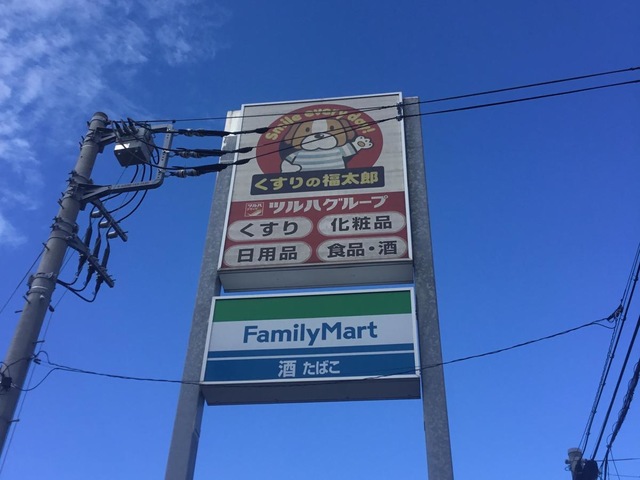 Smile every day!
くすりの福太郎
ツルハグループ
くすり 化粧品
日用品 食品・酒
FamilyMart
酒 たばこ